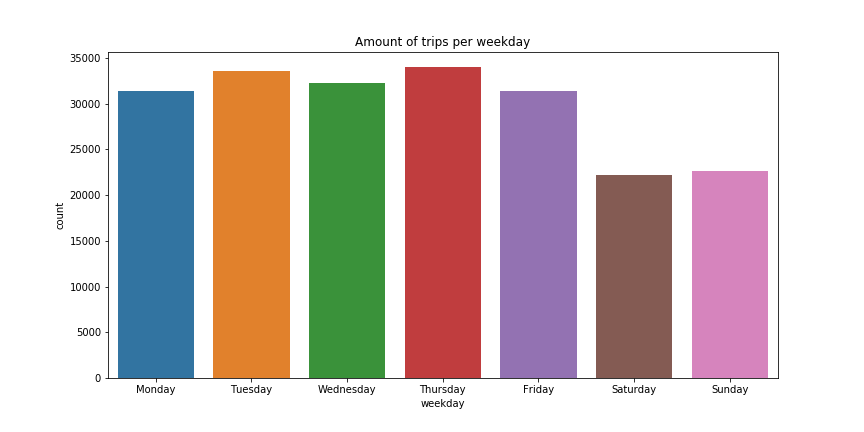 Amount of trips per weekday
35000
30000
25000
20000
15000
10000
5000
0
count
Monday Tuesday Wednesday Thursday Friday Saturday Sunday
weekday